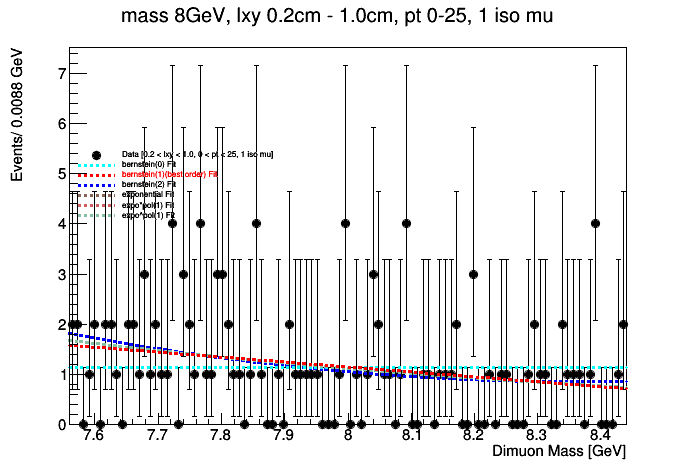 mass 8GeV, lxy 0.2cm - 1.0cm, pt 0-25, 1 iso mu
Events/ 0.0088 GeV
7
6
5
4
3
2
1
0
Data [0.2 < lxy < 1.0, 0 < pt < 25, 1 iso mu]
bernstein(0) Fit
bernstein(1)(best order) Fit
bernstein(2) Fit
exponential Fit
expo*pol(1) Fit
expo^pol(1) Fit
7.6 7.7 7.8 7.9 8 8.1 8.2 8.3 8.4
Dimuon Mass [GeV]